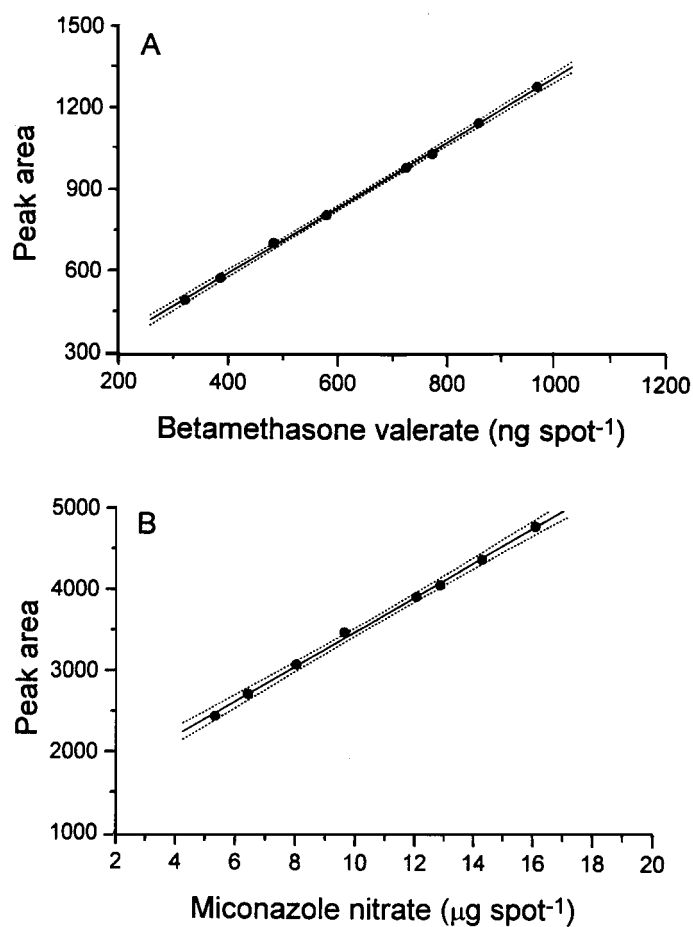 A
1500
1200
900
600
300
Peak area
200 400 600 800 1000 1200
Betamethasone valerate (ng spot-1)
B
5000
4000
3000
2000
1000
Peak area
2 4 6 8 10 12 14 16 18 20
Miconazole nitrate (μg spot-1)